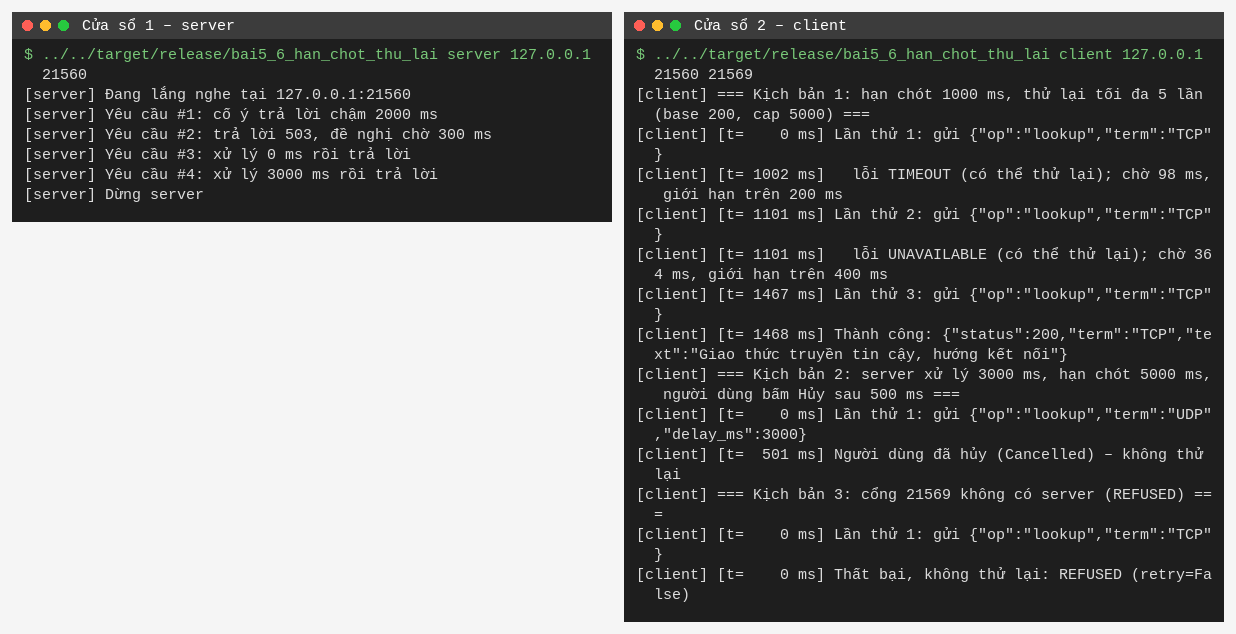 Cửa sổ 1 – server
$ ../../target/release/bai5_6_han_chot_thu_lai server 127.0.0.1
21560
[server] Đang lắng nghe tại 127.0.0.1:21560
[server] Yêu cầu #1: cố ý trả lời chậm 2000 ms
[server] Yêu cầu #2: trả lời 503, đề nghị chờ 300 ms
[server] Yêu cầu #3: xử lý 0 ms rồi trả lời
[server] Yêu cầu #4: xử lý 3000 ms rồi trả lời
[server] Dừng server
Cửa sổ 2 – client
$ ../../target/release/bai5_6_han_chot_thu_lai client 127.0.0.1
21560 21569
[client] === Kịch bản 1: hạn chót 1000 ms, thử lại tối đa 5 lần
(base 200, cap 5000) ===
[client] [t=    0 ms] Lần thử 1: gửi {"op":"lookup","term":"TCP"
}
[client] [t= 1002 ms]   lỗi TIMEOUT (có thể thử lại); chờ 98 ms,
giới hạn trên 200 ms
[client] [t= 1101 ms] Lần thử 2: gửi {"op":"lookup","term":"TCP"
}
[client] [t= 1101 ms]   lỗi UNAVAILABLE (có thể thử lại); chờ 36
4 ms, giới hạn trên 400 ms
[client] [t= 1467 ms] Lần thử 3: gửi {"op":"lookup","term":"TCP"
}
[client] [t= 1468 ms] Thành công: {"status":200,"term":"TCP","te
xt":"Giao thức truyền tin cậy, hướng kết nối"}
[client] === Kịch bản 2: server xử lý 3000 ms, hạn chót 5000 ms,
người dùng bấm Hủy sau 500 ms ===
[client] [t=    0 ms] Lần thử 1: gửi {"op":"lookup","term":"UDP"
,"delay_ms":3000}
[client] [t=  501 ms] Người dùng đã hủy (Cancelled) – không thử
lại
[client] === Kịch bản 3: cổng 21569 không có server (REFUSED) ==
=
[client] [t=    0 ms] Lần thử 1: gửi {"op":"lookup","term":"TCP"
}
[client] [t=    0 ms] Thất bại, không thử lại: REFUSED (retry=Fa
lse)